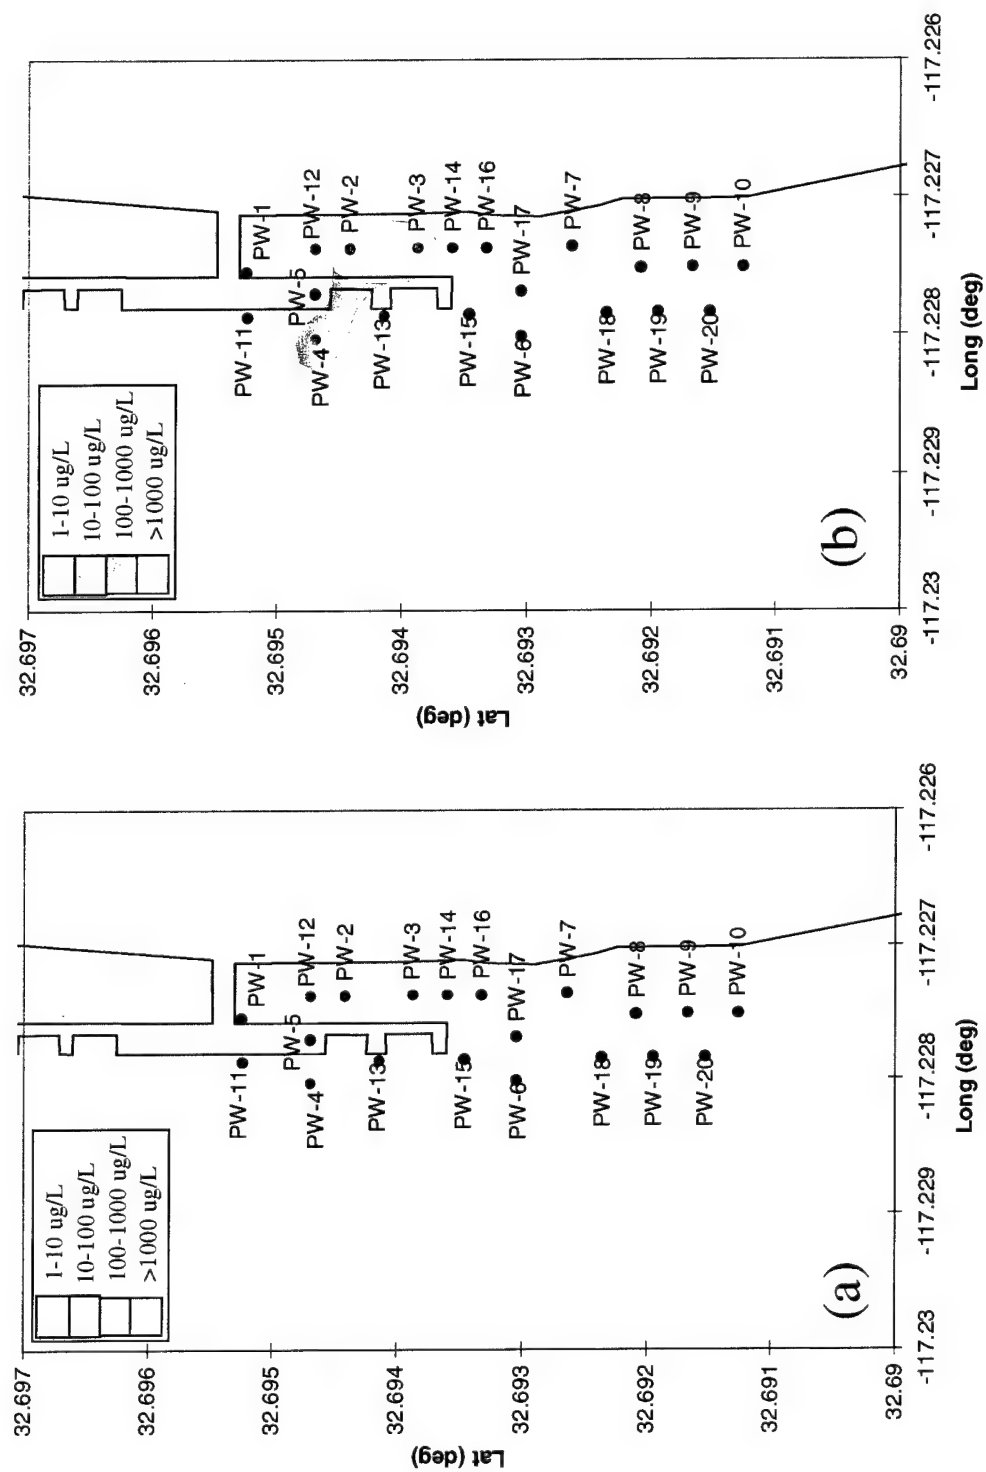 1-10 ug/L
10-100 ug/L
100-1000 ug/L
>1000 ug/L
(b)
32.697
32.696
32.695
32.694
32.693
32.692
32.691
32.69
Lat (deg)
-117.23
-117.229
-117.228
-117.227
-117.226
Long (deg)
PW-1
PW-12
PW-2
PW-3
PW-14
PW-16
PW-17
PW-7
PW-8
PW-9
PW-10
PW-11
PW-5
PW-4
PW-13
PW-15
PW-6
PW-18
PW-19
PW-20
1-10 ug/L
10-100 ug/L
100-1000 ug/L
>1000 ug/L
(a)
32.697
32.696
32.695
32.694
32.693
32.692
32.691
32.69
Lat (deg)
-117.23
-117.229
-117.228
-117.227
-117.226
Long (deg)
PW-1
PW-12
PW-2
PW-3
PW-14
PW-16
PW-17
PW-7
PW-8
PW-9
PW-10
PW-11
PW-5
PW-4
PW-13
PW-15
PW-6
PW-18
PW-19
PW-20